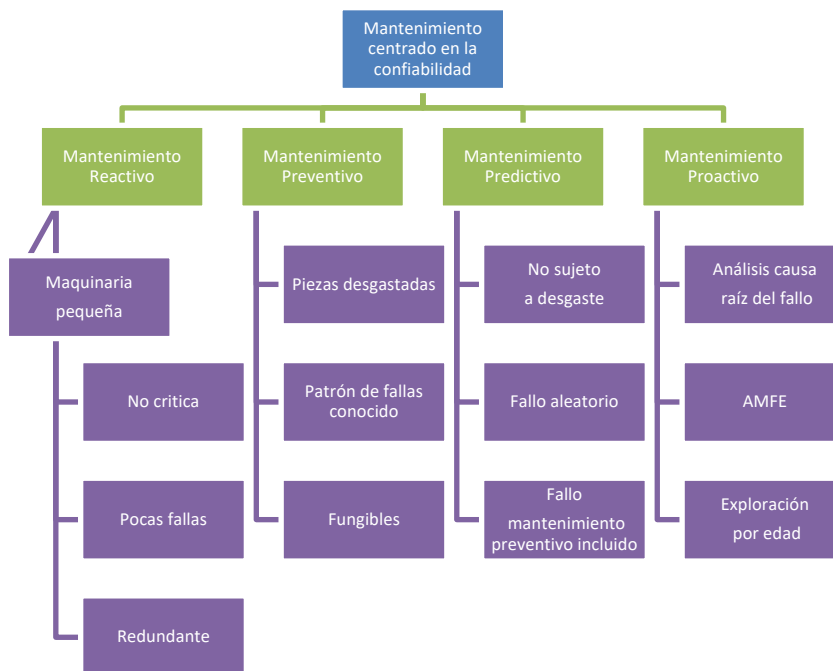 Mantenimiento
centrado en la
confiabilidad
Mantenimiento
Reactivo
Maquinaria
pequeña
No critica
Pocas fallas
Redundante
Mantenimiento
Preventivo
Piezas desgastadas
Patrón de fallas
conocido
Fungibles
Mantenimiento
Predictivo
No sujeto
a desgaste
Fallo aleatorio
Fallo
mantenimiento
preventivo incluido
Mantenimiento
Proactivo
Análisis causa
raíz del fallo
AMFE
Exploración
por edad